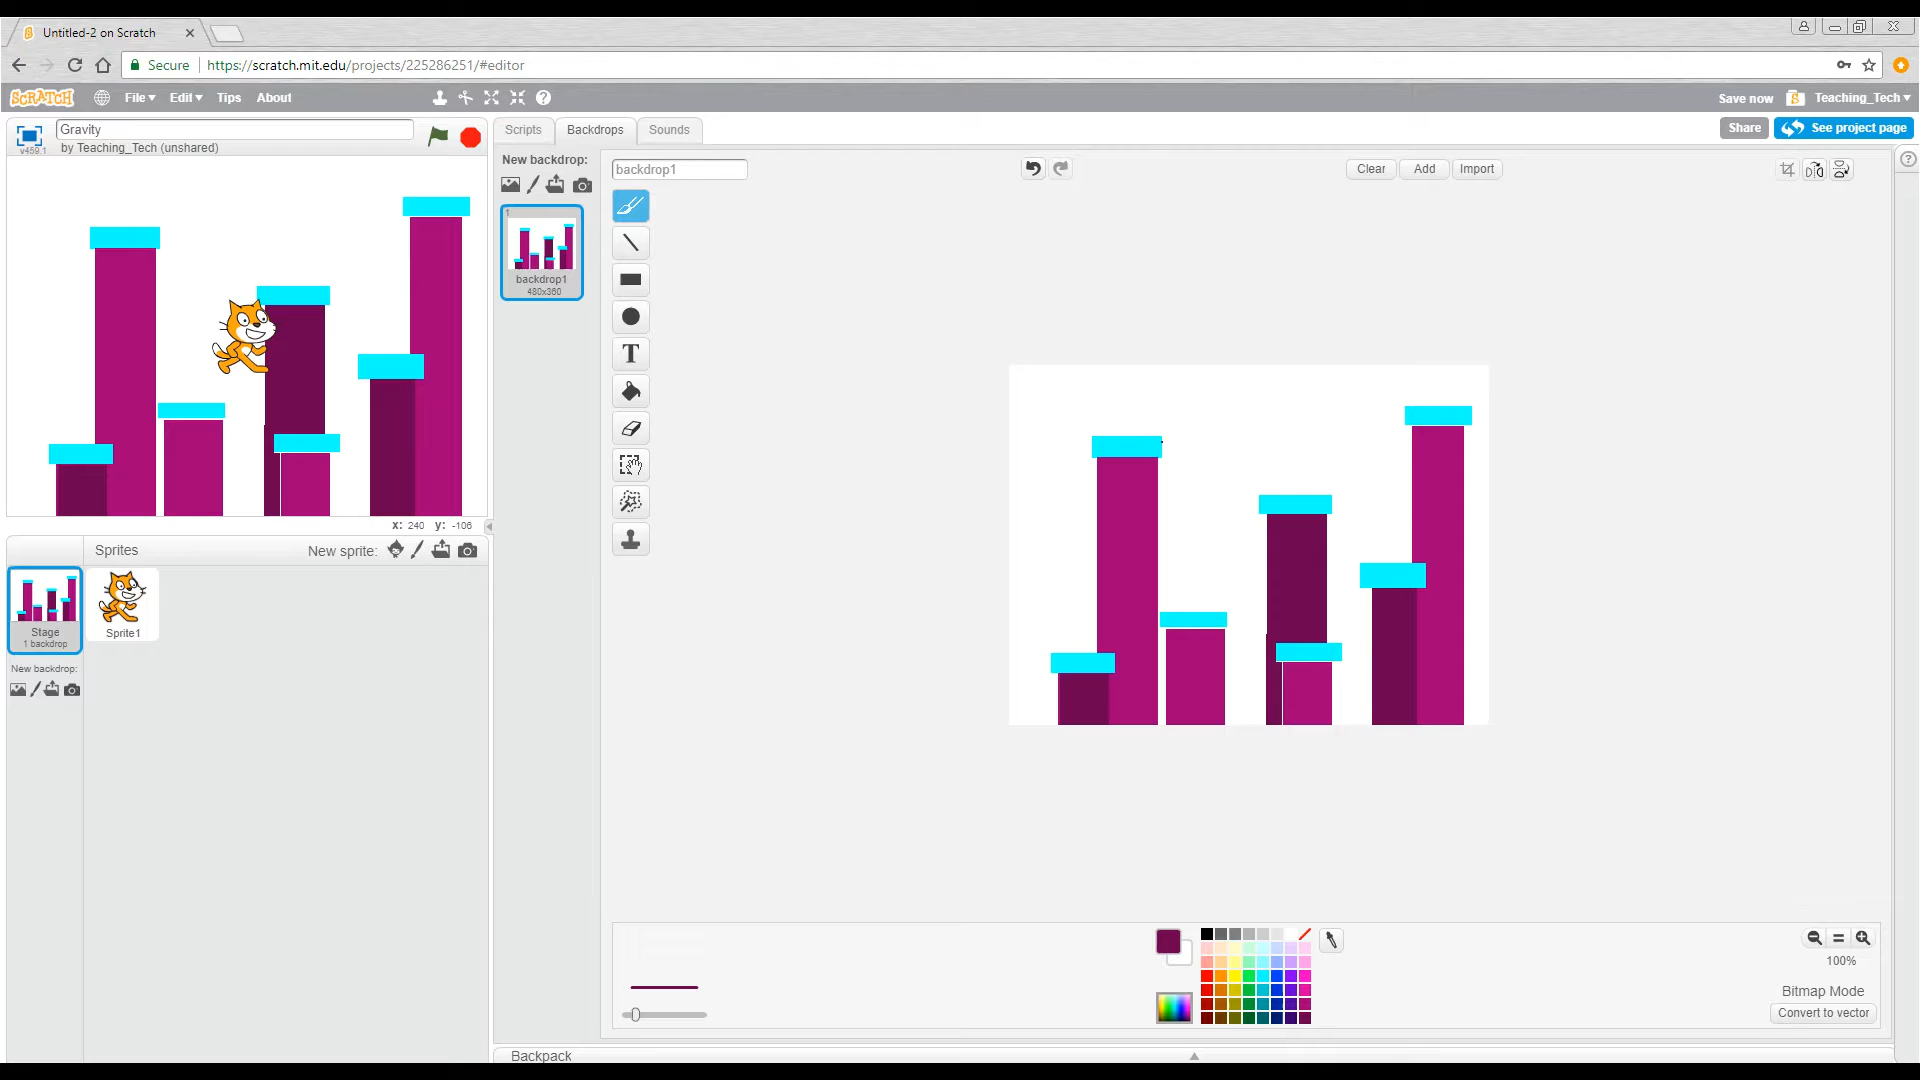 Untitled-2 on Scratch
Secure https://scratch.mit.edu/projects/225286251/#editor
SCRATCH File Edit Tips About Save now Teaching_Tech
Gravity
v459.1 by Teaching_Tech (unshared)
Scripts Backdrops Sounds
Share See project page
New backdrop:
backdrop1
Clear Add Import
1
backdrop1
480x360
T
x: 240 y: -106
Sprites New sprite:
Stage
1 backdrop
Sprite1
New backdrop:
100%
Bitmap Mode
Convert to vector
Backpack